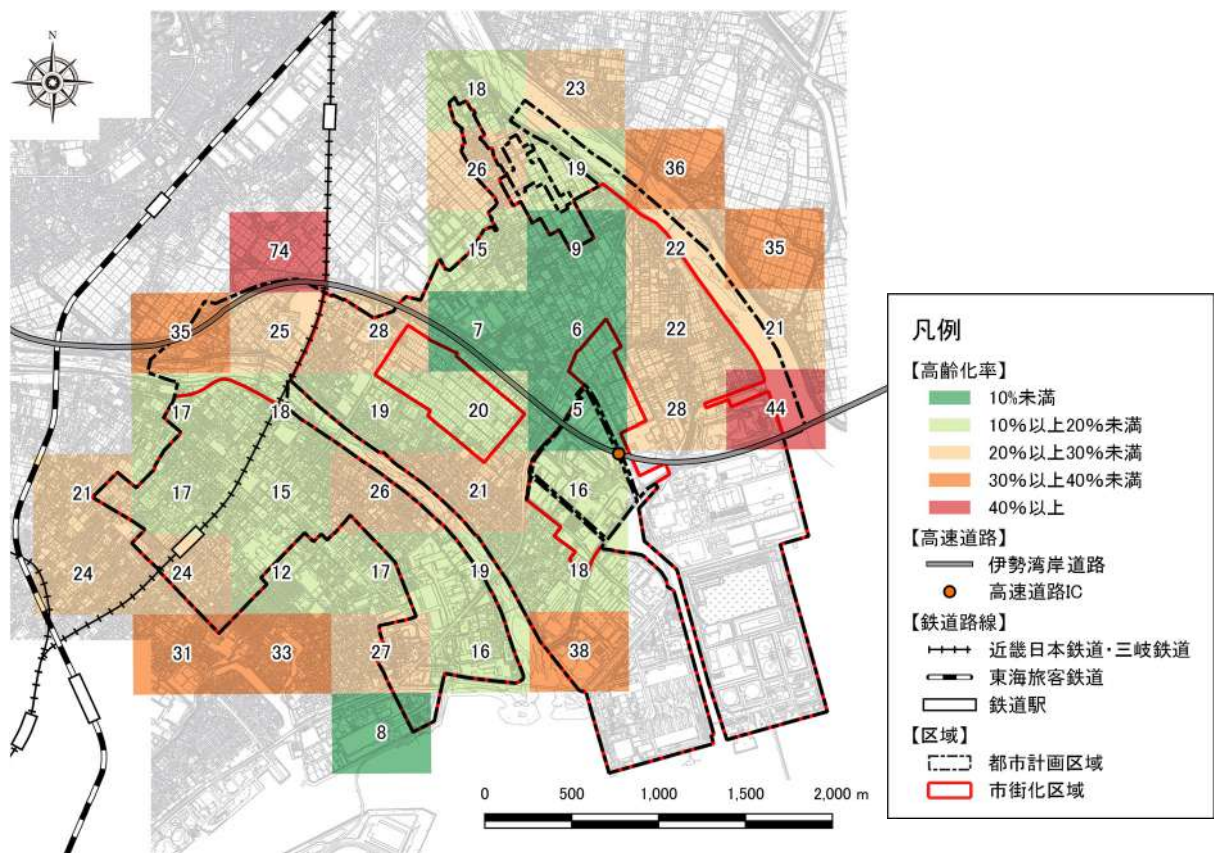 N
18
23
26
19
36
74
15
9
22
35
35
25
28
7
6
22
21
17
18
19
20
5
28
44
21
17
15
26
21
16
24
24
12
17
19
18
31
33
27
16
38
8
0 500 1,000 1,500 2,000 m
凡例
【高齢化率】
10%未満
10%以上20%未満
20%以上30%未満
30%以上40%未満
40%以上
【高速道路】
伊勢湾岸道路
高速道路IC
【鉄道路線】
近畿日本鉄道・三岐鉄道
東海旅客鉄道
鉄道駅
【区域】
都市計画区域
市街化区域